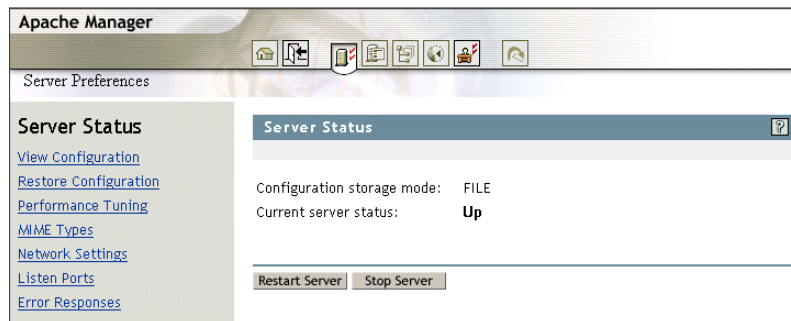 Apache Manager
Server Preferences
Server Status
View Configuration
Restore Configuration
Performance Tuning
MIME Types
Network Settings
Listen Ports
Error Responses
Server Status
?
Configuration storage mode: FILE
Current server status: Up
Restart Server Stop Server